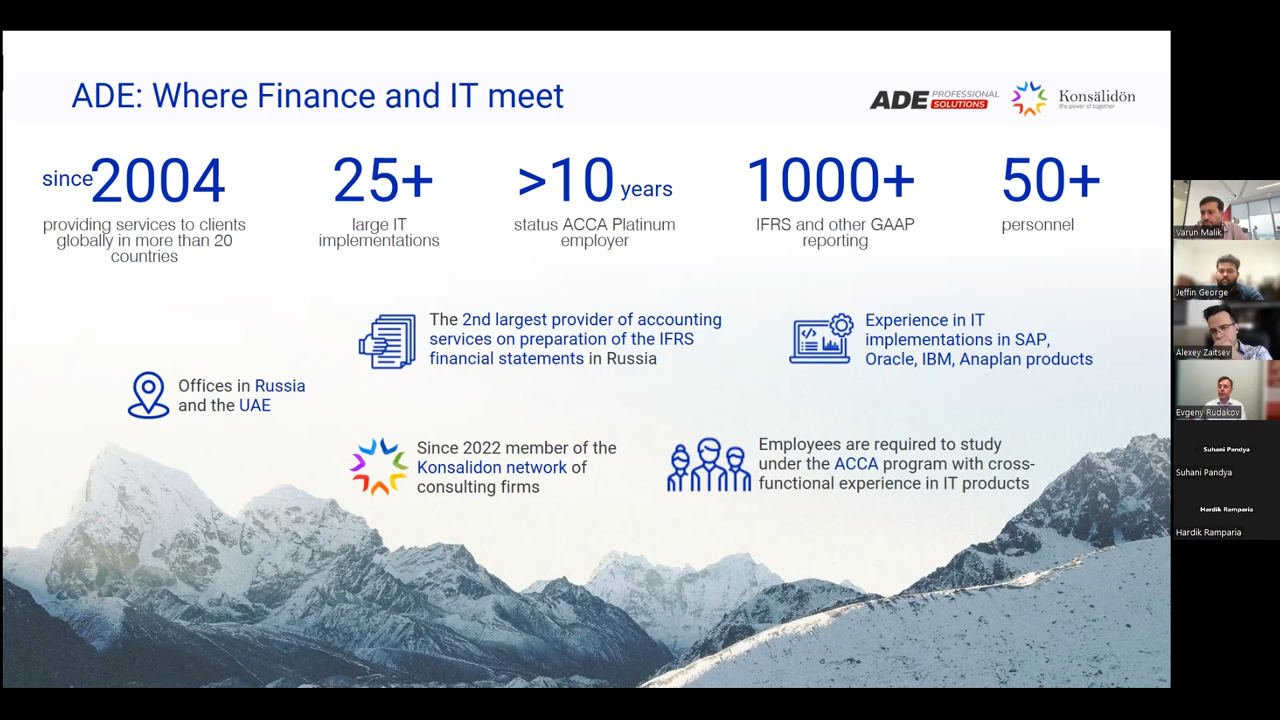 ADE: Where Finance and IT meet
ADE PROFESSIONAL SOLUTIONS
Konsälidön
the power of together
since 2004
providing services to clients
globally in more than 20
countries
25+
large IT
implementations
>10 years
status ACCA Platinum
employer
1000+
IFRS and other GAAP
reporting
50+
personnel
The 2nd largest provider of accounting
services on preparation of the IFRS
financial statements in Russia
Experience in IT
implementations in SAP,
Oracle, IBM, Anaplan products
Offices in Russia
and the UAE
Since 2022 member of the
Konsalidon network of
consulting firms
Employees are required to study
under the ACCA program with cross-
functional experience in IT products
Varun Malik
Jeffin George
Alexey Zaitsev
Evgeny Rudakov
Suhani Pandya
Suhani Pandya
Hardik Ramparia
Hardik Ramparia